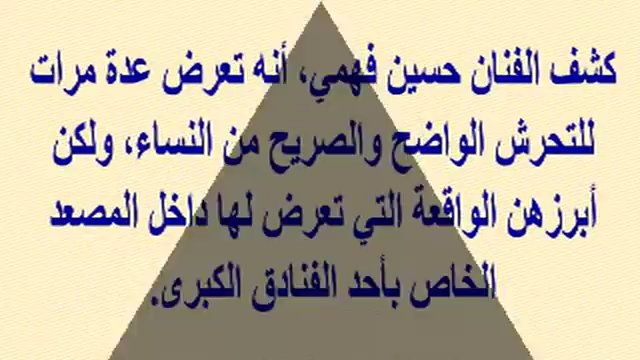 كشف الفنان حسين فهمي، أنه تعرض عدة مرات
للتحرش الواضح والصريح من النساء، ولكن
أبرزهن الواقعة التي تعرض لها داخل المصعد
الخاص بأحد الفنادق الكبرى.